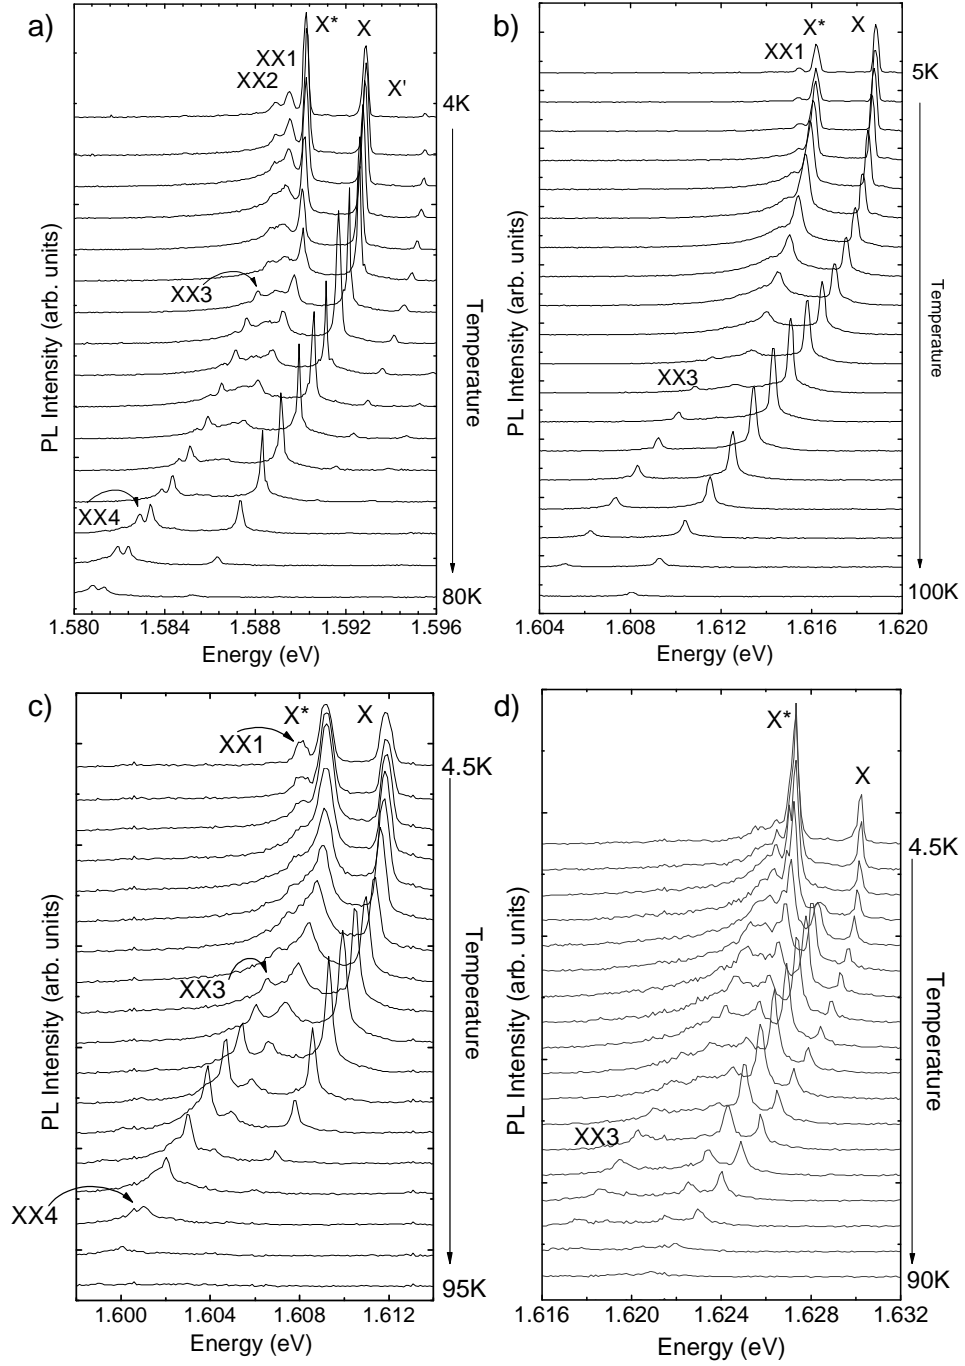 a)
X*
X
XX1
XX2
X'
4K
PL Intensity (arb. units)
XX3
Temperature
XX4
80K
1.580 1.584 1.588 1.592 1.596
Energy (eV)
b)
X*
X
XX1
5K
PL Intensity (arb. units)
Temperature
XX3
100K
1.604 1.608 1.612 1.616 1.620
Energy (eV)
c)
X*
X
XX1
4.5K
PL Intensity (arb. units)
Temperature
XX3
XX4
95K
1.600 1.604 1.608 1.612
Energy (eV)
d)
X*
X
4.5K
PL Intensity (arb. units)
Temperature
XX3
90K
1.616 1.620 1.624 1.628 1.632
Energy (eV)